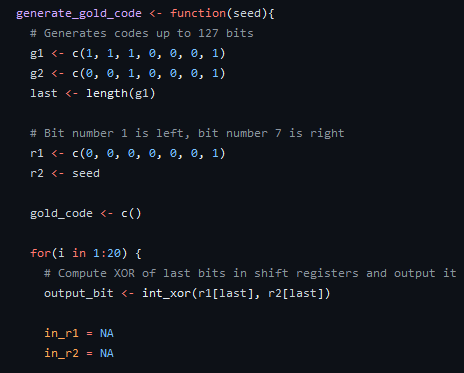 generate_gold_code <- function(seed){
# Generates codes up to 127 bits
g1 <- c(1, 1, 1, 0, 0, 0, 1)
g2 <- c(0, 0, 1, 0, 0, 0, 1)
last <- length(g1)
# Bit number 1 is left, bit number 7 is right
r1 <- c(0, 0, 0, 0, 0, 0, 1)
r2 <- seed
gold_code <- c()
for(i in 1:20) {
# Compute XOR of last bits in shift registers and output it
output_bit <- int_xor(r1[last], r2[last])
in_r1 = NA
in_r2 = NA